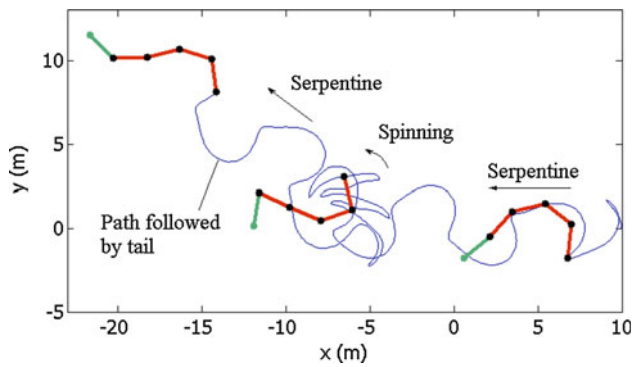 10
5
0
-5
y (m)
Serpentine
Spinning
Serpentine
Path followed
by tail
-20 -15 -10 -5 0 5 10
x (m)